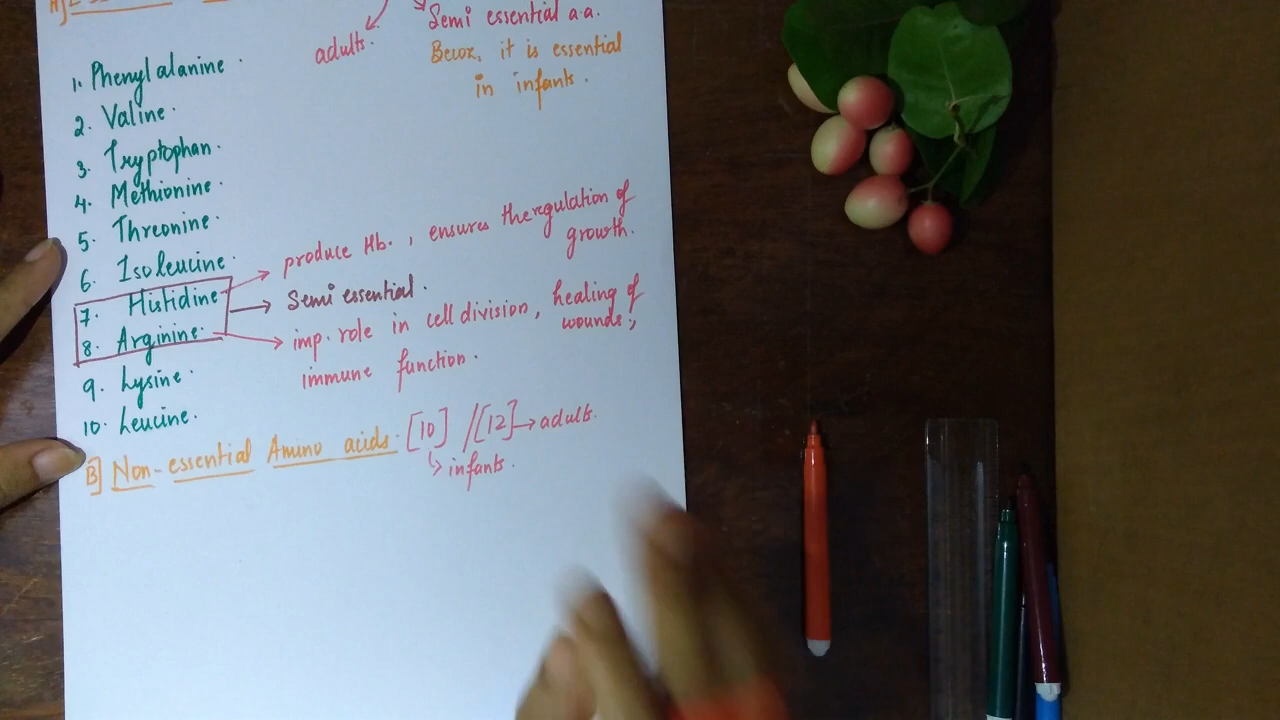 A]
adults.
Semi essential a.a.
Becoz, it is essential
in infants.
1. Phenylalanine.
2. Valine.
3. Tryptophan.
4. Methionine.
5. Threonine.
6. Isoleucine.
7. Histidine
8. Arginine.
9. Lysine.
10. Leucine.
produce Hb., ensures the regulation of
growth.
Semi essential.
imp. role in cell division, healing of
wounds;
immune function.
B] Non-essential Amino acids. [10] / [12] → adults.
↳ infants.